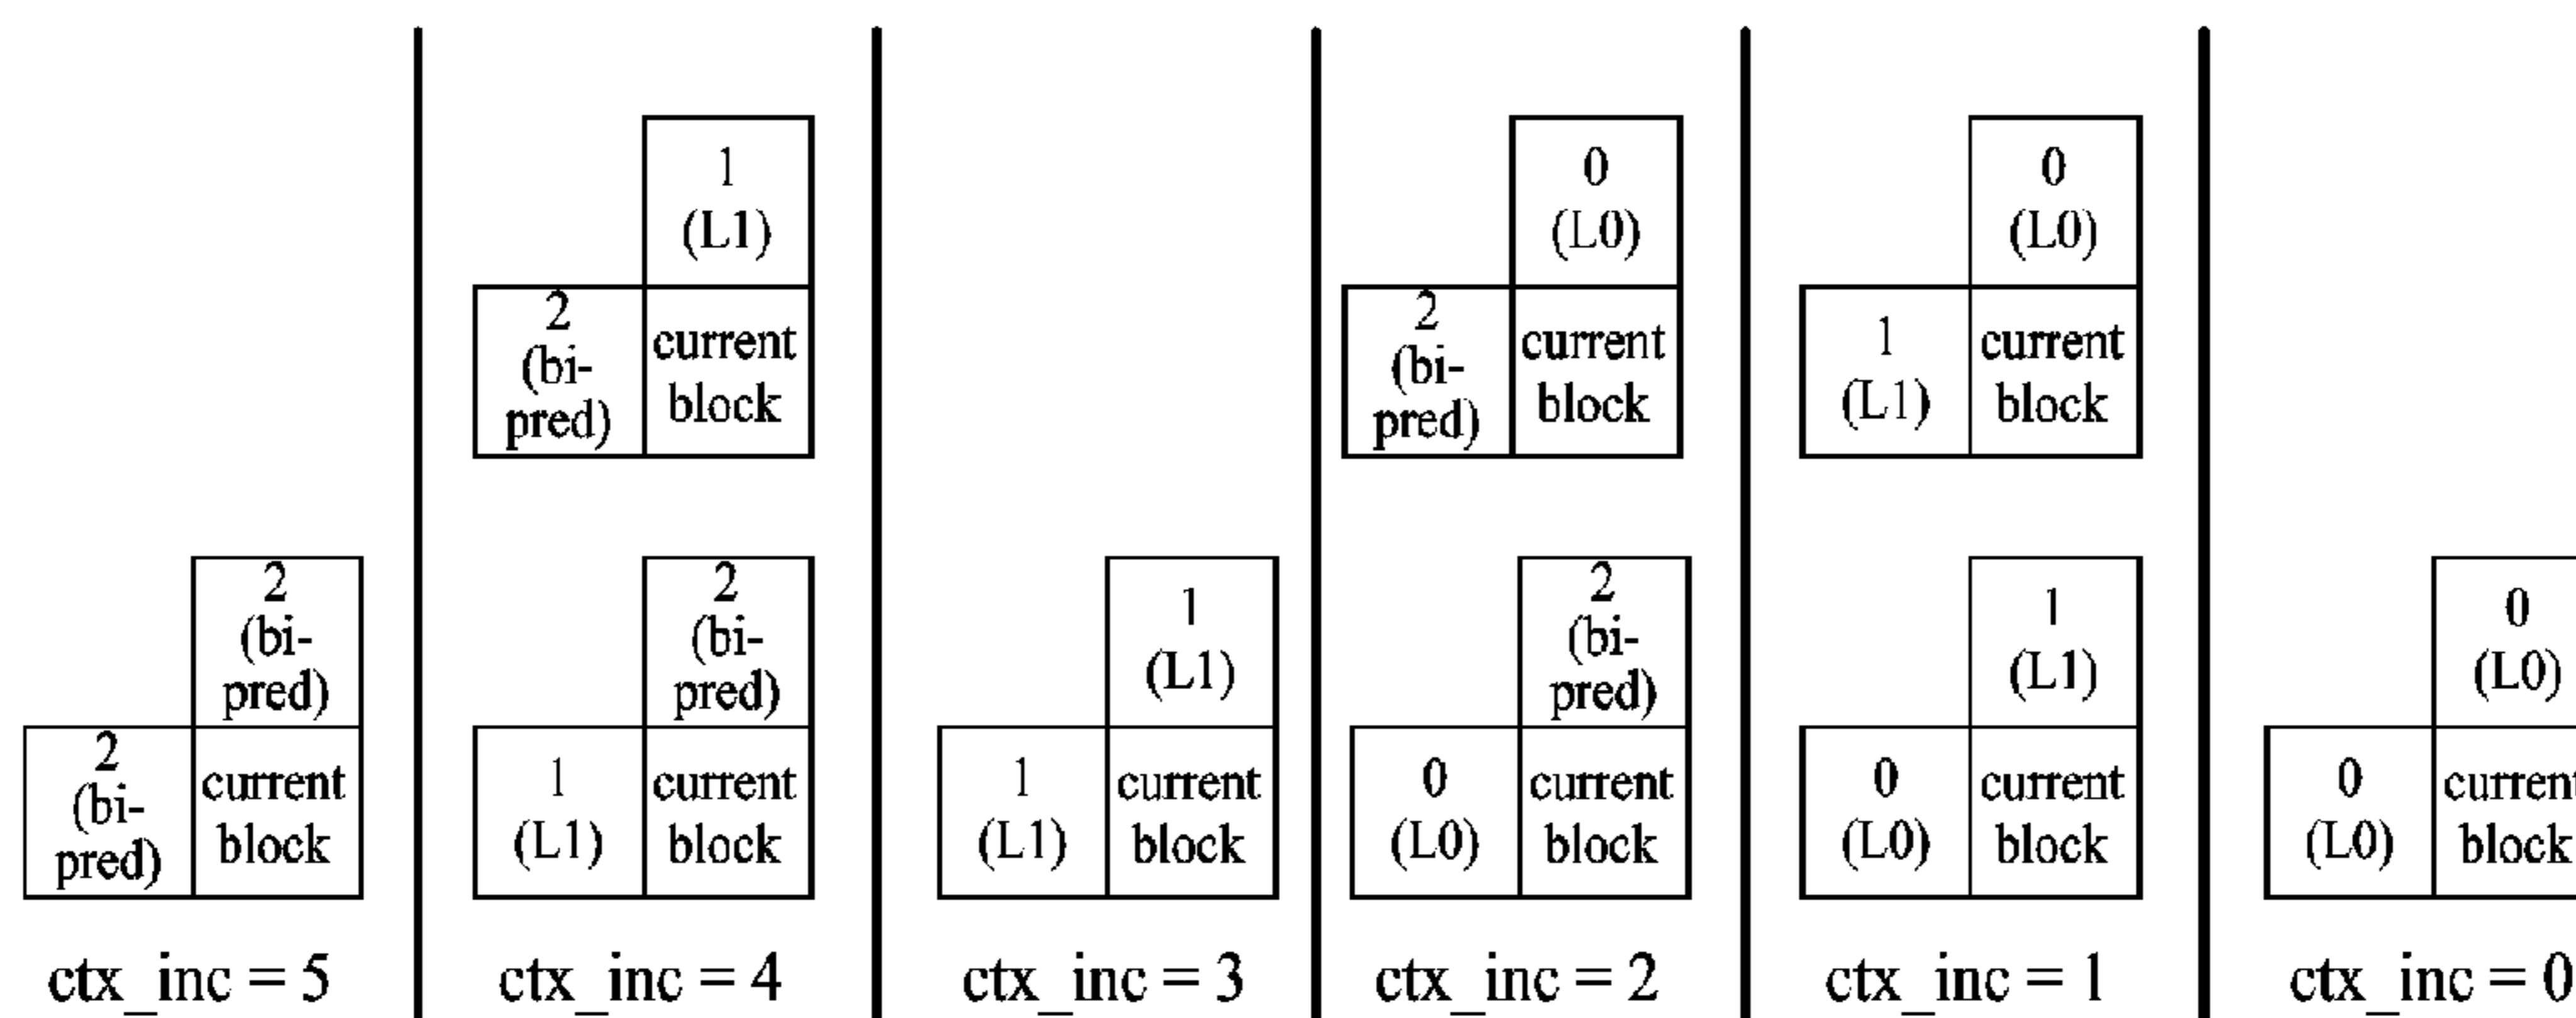 2
(bi-
pred)
2
(bi-
pred)
current
block
ctx_inc = 5
1
(L1)
2
(bi-
pred)
current
block
2
(bi-
pred)
1
(L1)
current
block
ctx_inc = 4
1
(L1)
1
(L1)
current
block
ctx_inc = 3
0
(L0)
2
(bi-
pred)
current
block
2
(bi-
pred)
0
(L0)
current
block
ctx_inc = 2
0
(L0)
1
(L1)
current
block
1
(L1)
0
(L0)
current
block
ctx_inc = 1
0
(L0)
0
(L0)
current
block
ctx_inc = 0